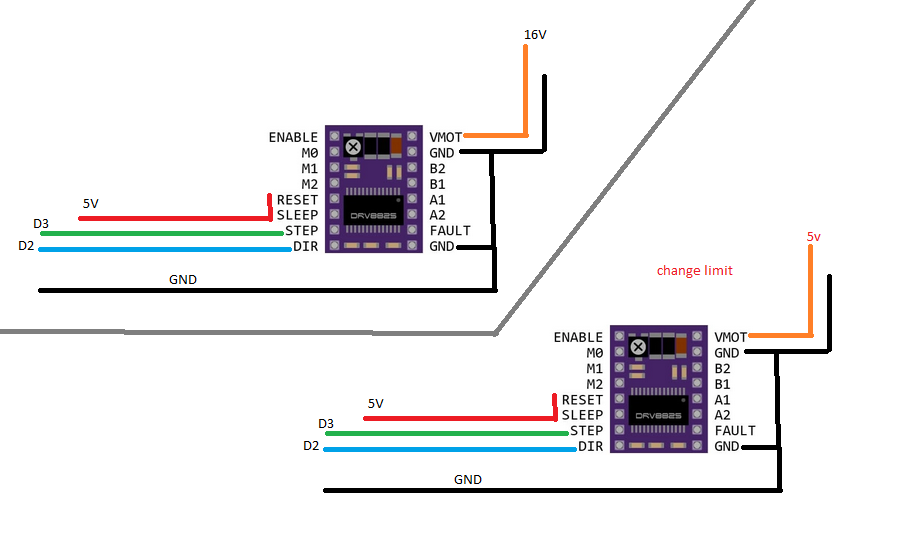 16V
ENABLE
VMOT
M0
GND
M1
B2
M2
B1
5V
RESET
A1
SLEEP
A2
D3
STEP
FAULT
D2
DIR
GND
DRV8825
GND
5v
change limit
ENABLE
VMOT
M0
GND
M1
B2
M2
B1
5V
RESET
A1
SLEEP
A2
D3
STEP
FAULT
D2
DIR
GND
DRV8825
GND